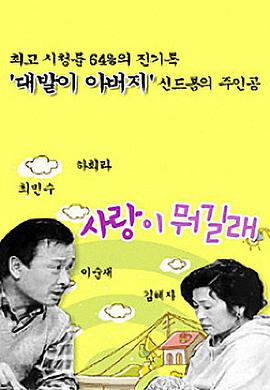 최고 시청률 64.9%의 진기록
'대발이 아버지' 신드롬의 주인공
하희라
최민수
사랑이 뭐길래
이순재
김혜자